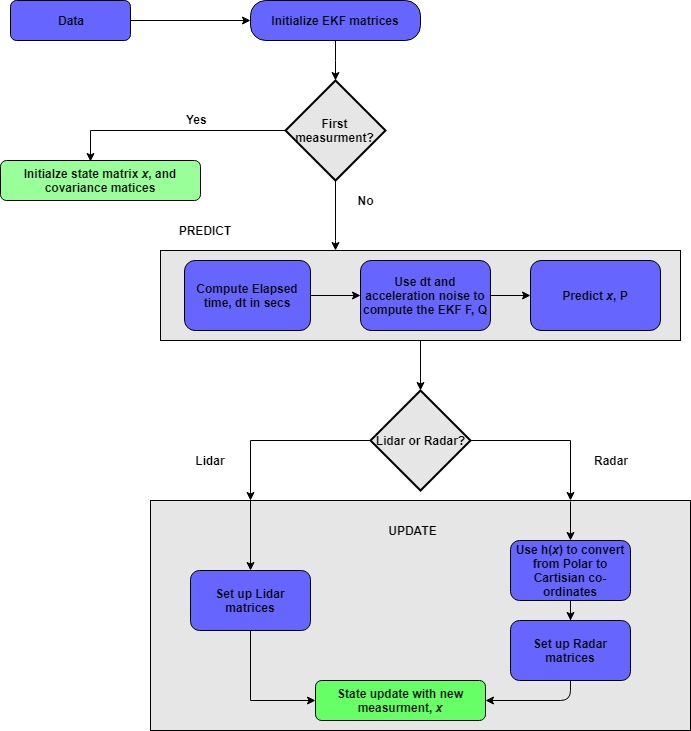 Data
Initialize EKF matrices
First
measurment?
Yes
Initialze state matrix x, and
covariance matices
No
PREDICT
Compute Elapsed
time, dt in secs
Use dt and
acceleration noise to
compute the EKF F, Q
Predict x, P
Lidar or Radar?
Lidar
Radar
UPDATE
Use h(x) to convert
from Polar to
Cartisian co-
ordinates
Set up Lidar
matrices
Set up Radar
matrices
State update with new
measurment, x